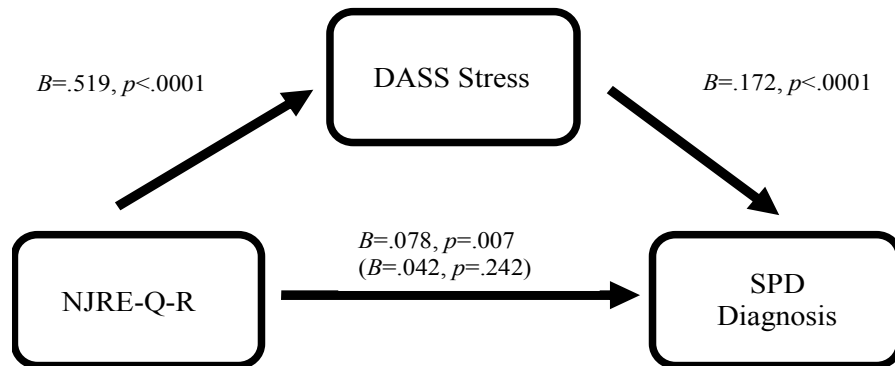 DASS Stress
B=.519, p<.0001
B=.172, p<.0001
B=.078, p=.007
(B=.042, p=.242)
NJRE-Q-R
SPD
Diagnosis